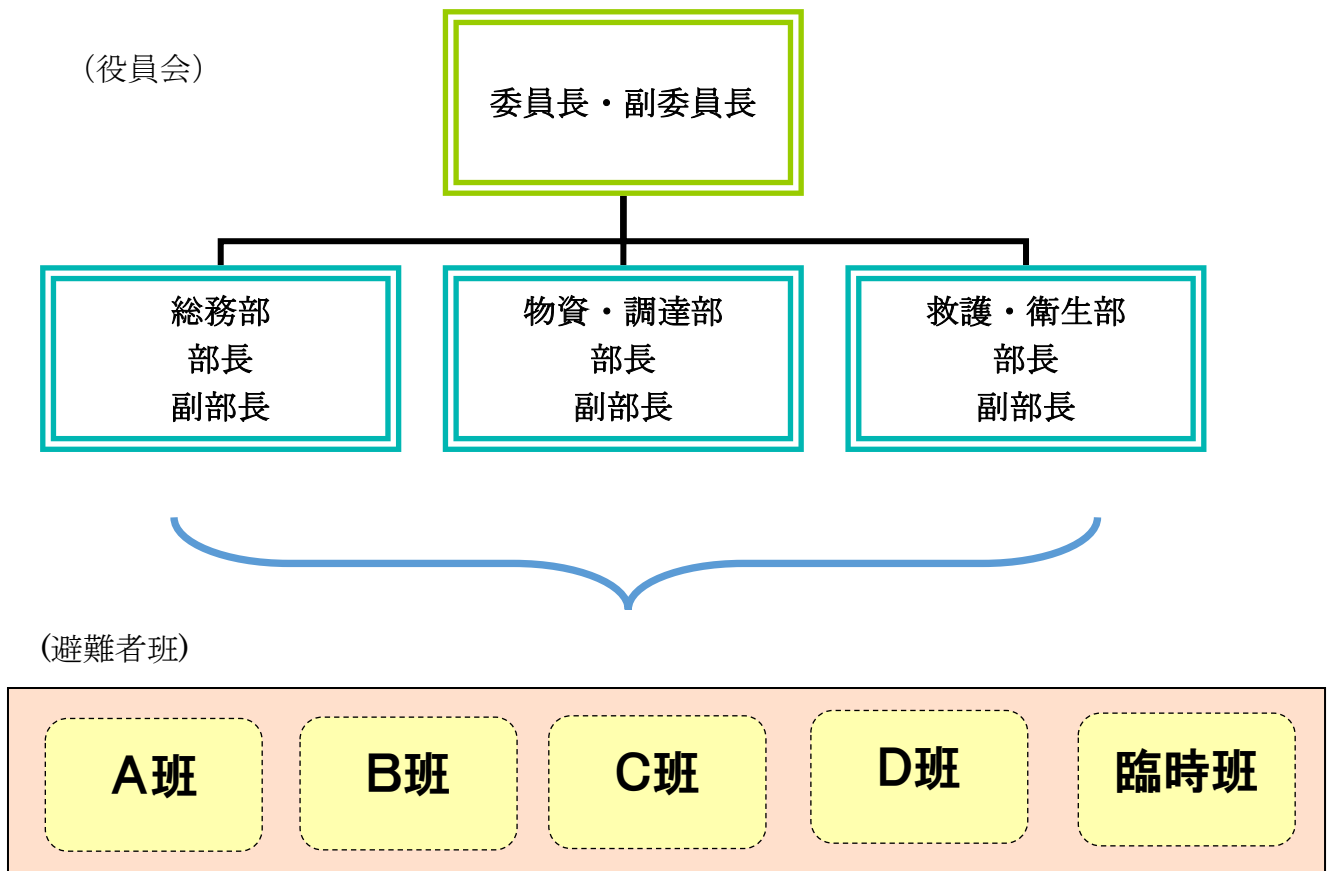 （役員会）
委員長・副委員長
総務部
部長
副部長
物資・調達部
部長
副部長
救護・衛生部
部長
副部長
(避難者班)
Ａ班
Ｂ班
Ｃ班
Ｄ班
臨時班